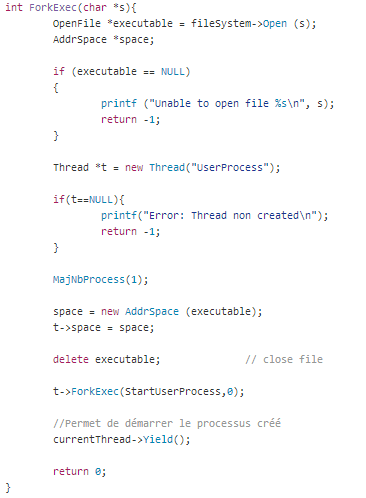 int ForkExec(char *s){
OpenFile *executable = fileSystem->Open (s);
AddrSpace *space;
if (executable == NULL)
{
printf ("Unable to open file %s\n", s);
return -1;
}
Thread *t = new Thread("UserProcess");
if(t==NULL){
printf("Error: Thread non created\n");
return -1;
}
MajNbProcess(1);
space = new AddrSpace (executable);
t->space = space;
delete executable; // close file
t->ForkExec(StartUserProcess,0);
//Permet de démarrer le processus créé
currentThread->Yield();
return 0;
}